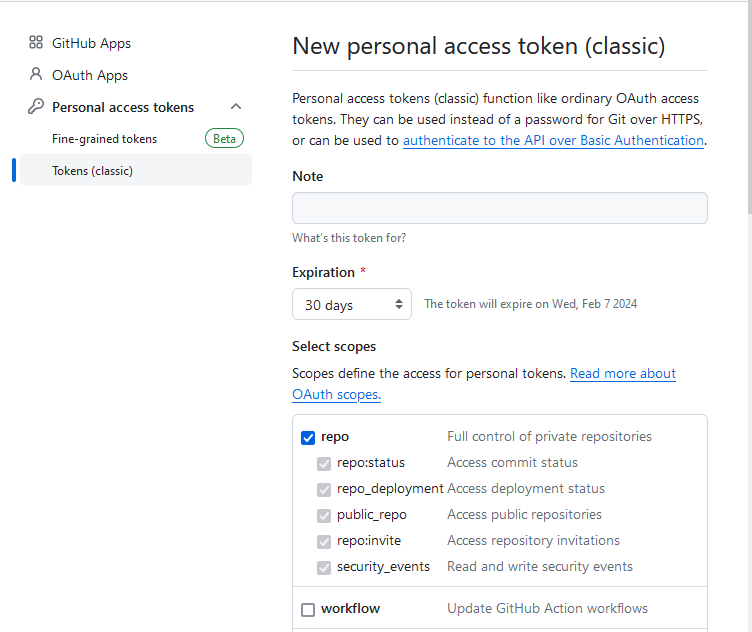 GitHub Apps
OAuth Apps
Personal access tokens
Fine-grained tokens Beta
Tokens (classic)
New personal access token (classic)
Personal access tokens (classic) function like ordinary OAuth access
tokens. They can be used instead of a password for Git over HTTPS,
or can be used to authenticate to the API over Basic Authentication.
Note
What's this token for?
Expiration *
30 days The token will expire on Wed, Feb 7 2024
Select scopes
Scopes define the access for personal tokens. Read more about
OAuth scopes.
repo Full control of private repositories
repo:status Access commit status
repo_deployment Access deployment status
public_repo Access public repositories
repo:invite Access repository invitations
security_events Read and write security events
workflow Update GitHub Action workflows